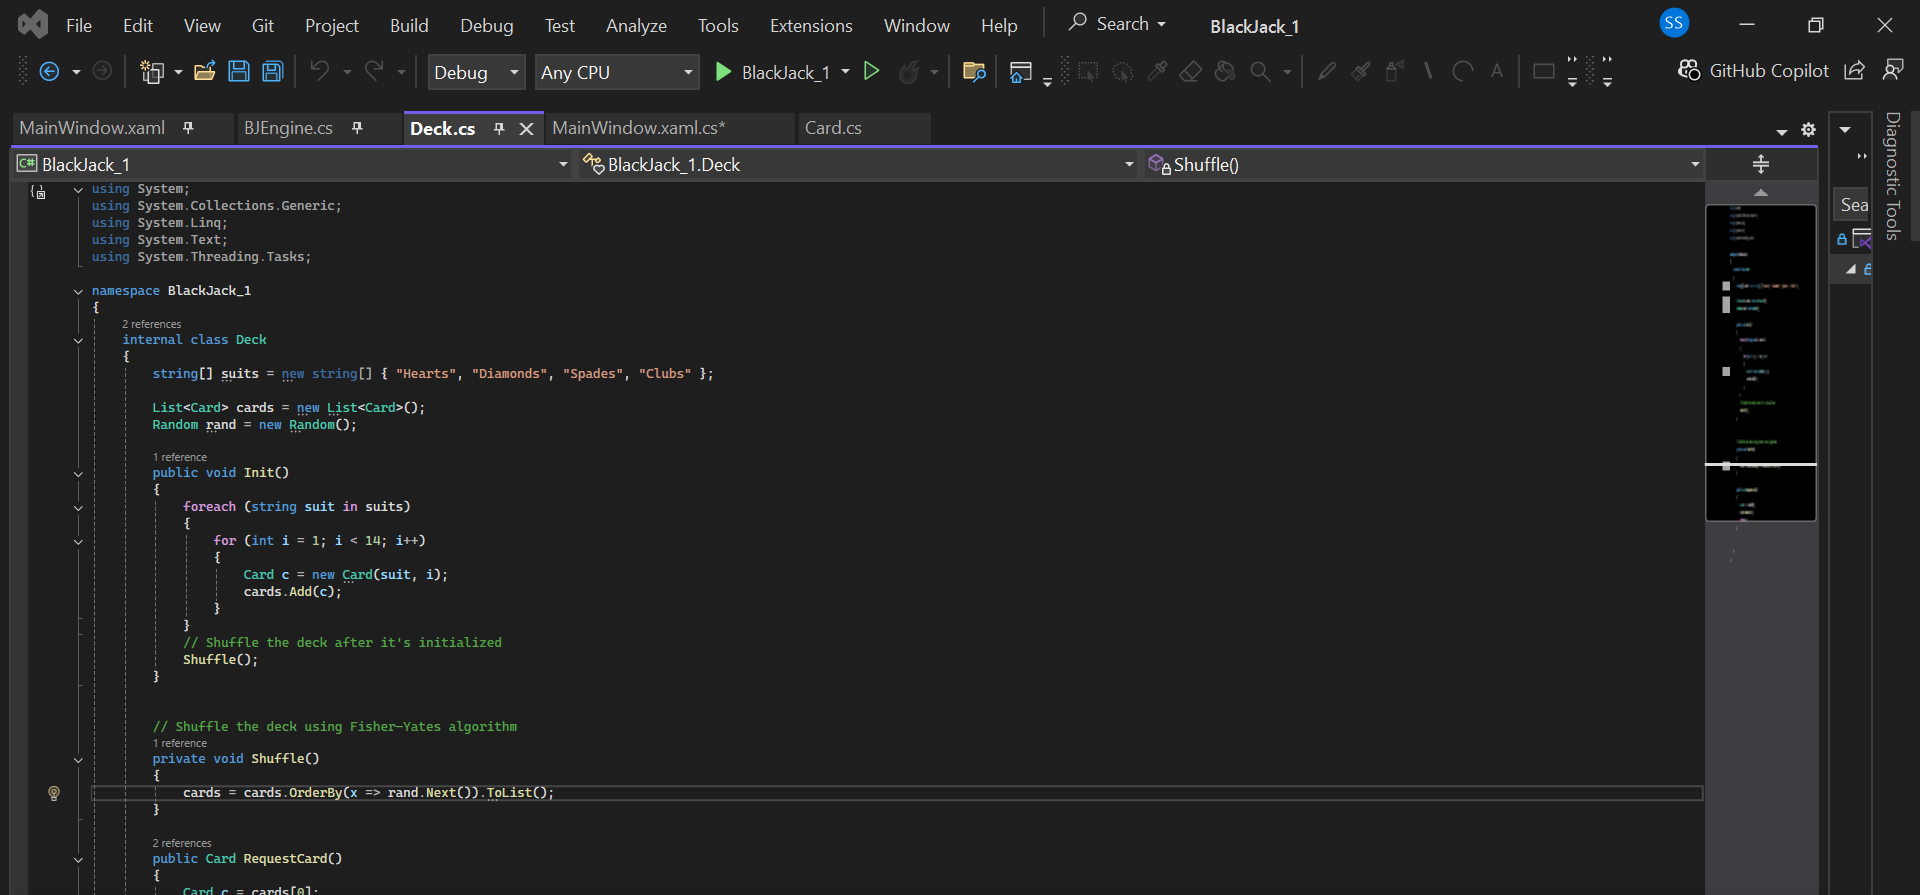 File Edit View Git Project Build Debug Test Analyze Tools Extensions Window Help Search BlackJack_1 SS
Debug Any CPU BlackJack_1 GitHub Copilot
MainWindow.xaml BJEngine.cs Deck.cs MainWindow.xaml.cs* Card.cs
C# BlackJack_1 BlackJack_1.Deck Shuffle()
Diagnostic Tools
Sea
using System;
using System.Collections.Generic;
using System.Linq;
using System.Text;
using System.Threading.Tasks;
namespace BlackJack_1
{
2 references
internal class Deck
{
string[] suits = new string[] { "Hearts", "Diamonds", "Spades", "Clubs" };
List<Card> cards = new List<Card>();
Random rand = new Random();
1 reference
public void Init()
{
foreach (string suit in suits)
{
for (int i = 1; i < 14; i++)
{
Card c = new Card(suit, i);
cards.Add(c);
}
}
// Shuffle the deck after it's initialized
Shuffle();
}
// Shuffle the deck using Fisher-Yates algorithm
1 reference
private void Shuffle()
{
cards = cards.OrderBy(x => rand.Next()).ToList();
}
2 references
public Card RequestCard()
{
Card c = cards[0];